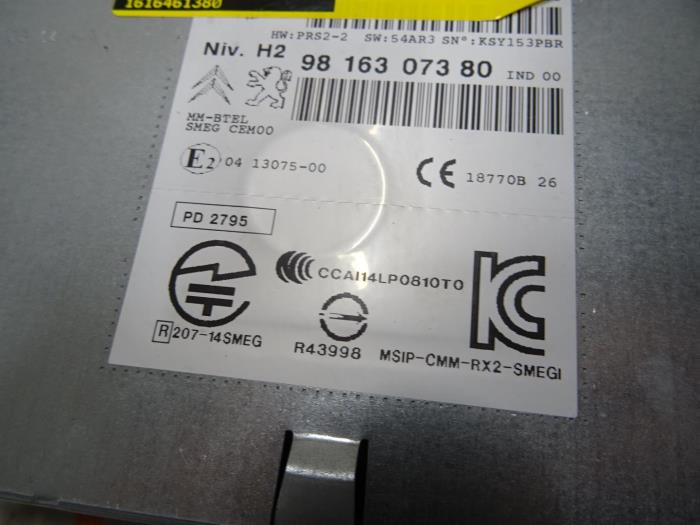 1616461380
HW:PRS2-2 SW:54AR3 SN°:KSY153PBR
Niv. H2 98 163 073 80 IND 00
MM-BTEL
SMEG CEM00
E2 04 13075-00
CE 18770B 26
PD 2795
CCAI14LP0810T0
R 207-14SMEG
R43998
MSIP-CMM-RX2-SMEGI